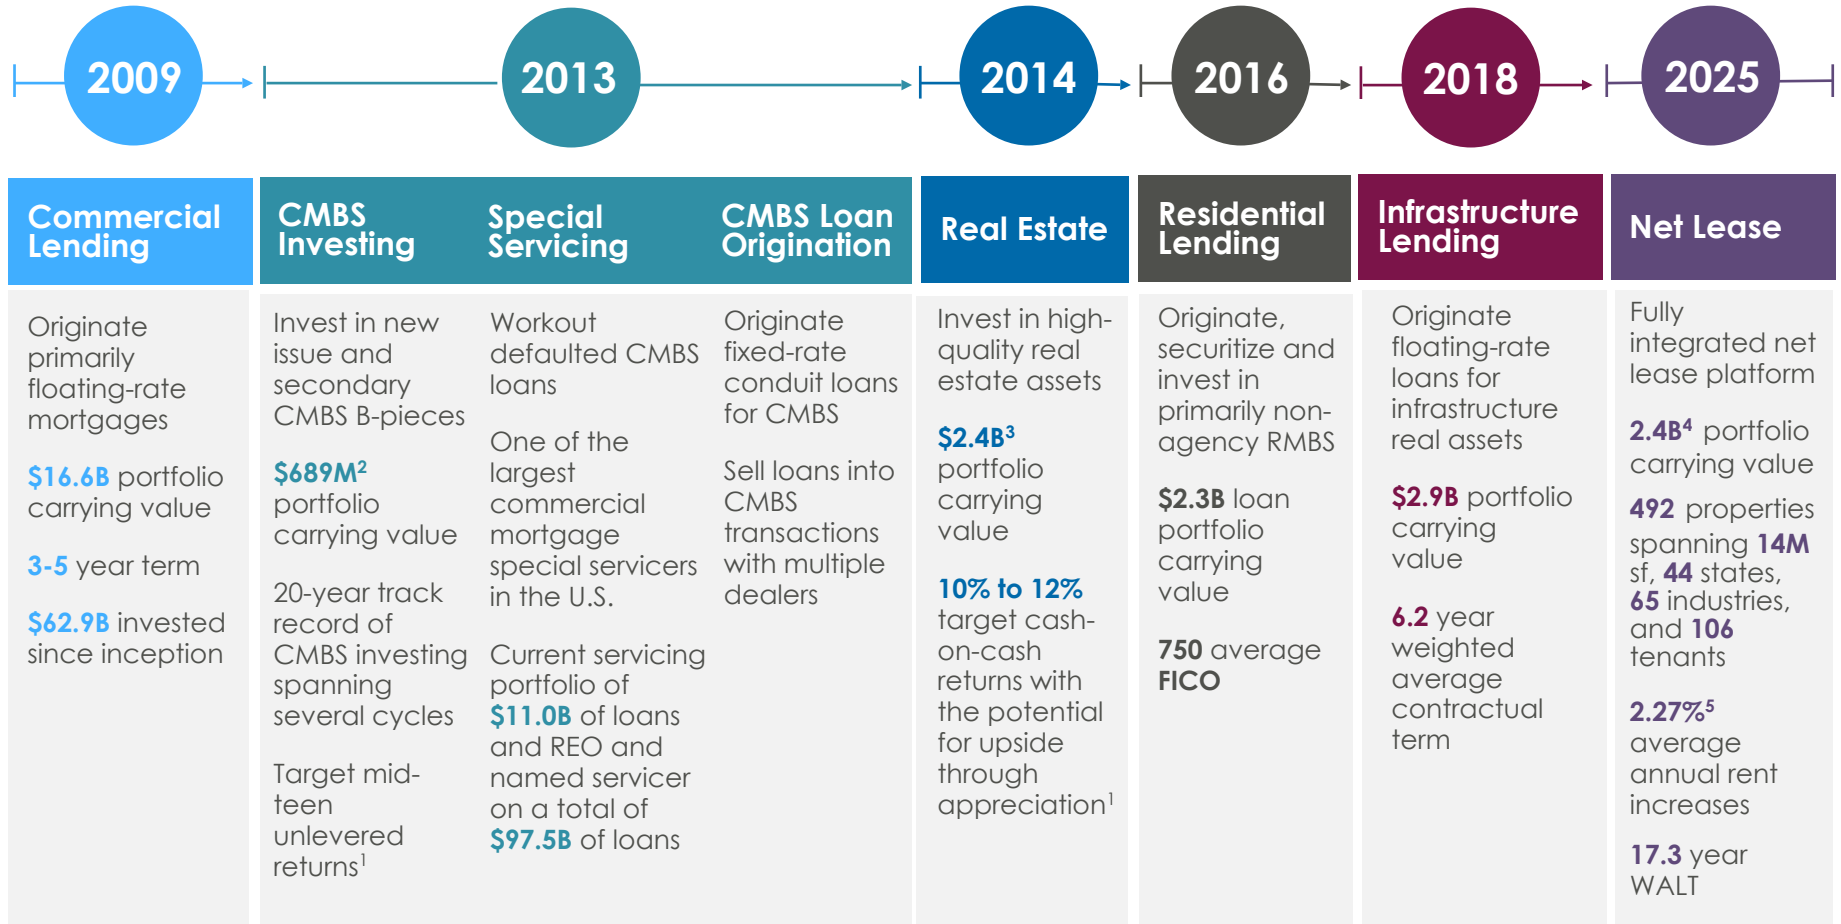 2009
2013
2014
2016
2018
2025
Commercial
Lending
Originate
primarily
floating-rate
mortgages
$16.6B portfolio
carrying value
3-5 year term
$62.9B invested
since inception
CMBS
Investing
Invest in new
issue and
secondary
CMBS B-pieces
$689M²
portfolio
carrying value
20-year track
record of
CMBS investing
spanning
several cycles
Target mid-
teen
unlevered
returns¹
Special
Servicing
Workout
defaulted CMBS
loans
One of the
largest
commercial
mortgage
special servicers
in the U.S.
Current servicing
portfolio of
$11.0B of loans
and REO and
named servicer
on a total of
$97.5B of loans
CMBS Loan
Origination
Originate
fixed-rate
conduit loans
for CMBS
Sell loans into
CMBS
transactions
with multiple
dealers
Real Estate
Invest in high-
quality real
estate assets
$2.4B³
portfolio
carrying
value
10% to 12%
target cash-
on-cash
returns with
the potential
for upside
through
appreciation¹
Residential
Lending
Originate,
securitize and
invest in
primarily non-
agency RMBS
$2.3B loan
portfolio
carrying
value
750 average
FICO
Infrastructure
Lending
Originate
floating-rate
loans for
infrastructure
real assets
$2.9B portfolio
carrying
value
6.2 year
weighted
average
contractual
term
Net Lease
Fully
integrated net
lease platform
2.4B⁴ portfolio
carrying value
492 properties
spanning 14M
sf, 44 states,
65 industries,
and 106
tenants
2.27%⁵
average
annual rent
increases
17.3 year
WALT